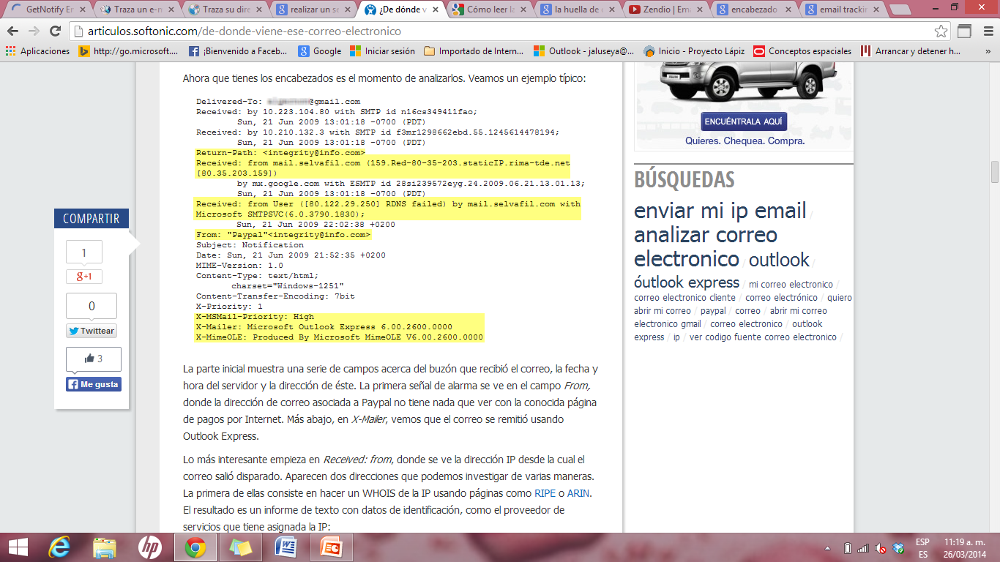 GetNotify En
Traza un e-m
Traza su dire
realizar un se
¿De dónde v
Cómo leer la
la huella de
Zendio | Ema
encabezado
email trackin
articulos.softonic.com/de-donde-viene-ese-correo-electronico
Aplicaciones
http://go.microsoft....
¡Bienvenido a Faceb...
Google
Iniciar sesión
Importado de Intern...
Outlook - jaluseya@...
Inicio - Proyecto Lápiz
Conceptos espaciales
Arrancar y detener h...
»
Ahora que tienes los encabezados es el momento de analizarlos. Veamos un ejemplo típico:
Delivered-To: @gmail.com
Received: by 10.223.104.80 with SMTP id n16cs349411fao;
Sun, 21 Jun 2009 13:01:18 -0700 (PDT)
Received: by 10.210.132.3 with SMTP id f3mr1298662ebd.55.1245614478194;
Sun, 21 Jun 2009 13:01:18 -0700 (PDT)
Return-Path: <integrity@info.com>
Received: from mail.selvafil.com (159.Red-80-35-203.staticIP.rima-tde.net
[80.35.203.159])
by mx.google.com with ESMTP id 28si239572eyg.24.2009.06.21.13.01.13;
Sun, 21 Jun 2009 13:01:18 -0700 (PDT)
Received: from User ([80.122.29.250] RDNS failed) by mail.selvafil.com with
Microsoft SMTPSVC(6.0.3790.1830);
Sun, 21 Jun 2009 22:02:38 +0200
From: "Paypal"<integrity@info.com>
Subject: Notification
Date: Sun, 21 Jun 2009 21:52:35 +0200
MIME-Version: 1.0
Content-Type: text/html;
charset="Windows-1251"
Content-Transfer-Encoding: 7bit
X-Priority: 1
X-MSMail-Priority: High
X-Mailer: Microsoft Outlook Express 6.00.2600.0000
X-MimeOLE: Produced By Microsoft MimeOLE V6.00.2600.0000
La parte inicial muestra una serie de campos acerca del buzón que recibió el correo, la fecha y
hora del servidor y la dirección de éste. La primera señal de alarma se ve en el campo From,
donde la dirección de correo asociada a Paypal no tiene nada que ver con la conocida página
de pagos por Internet. Más abajo, en X-Mailer, vemos que el correo se remitió usando
Outlook Express.
Lo más interesante empieza en Received: from, donde se ve la dirección IP desde la cual el
correo salió disparado. Aparecen dos direcciones que podemos investigar de varias maneras.
La primera de ellas consiste en hacer un WHOIS de la IP usando páginas como RIPE o ARIN.
El resultado es un informe de texto con datos de identificación, como el proveedor de
servicios que tiene asignada la IP:
COMPARTIR
1
g+1
0
Twittear
3
Me gusta
HILUX
ENCUÉNTRALA AQUÍ
Quieres. Chequea. Compra.
BÚSQUEDAS
enviar mi ip email /
analizar correo
electronico / outlook /
óutlook express / mi correo electronico /
correo electronico cliente / correo electrónico / quiero
abrir mi correo / paypal / correo / abrir mi correo
electronico gmail / correo electronico / outlook
express / ip / ver codigo fuente correo electronico /
hp
ESP
ES
11:19 a. m.
26/03/2014